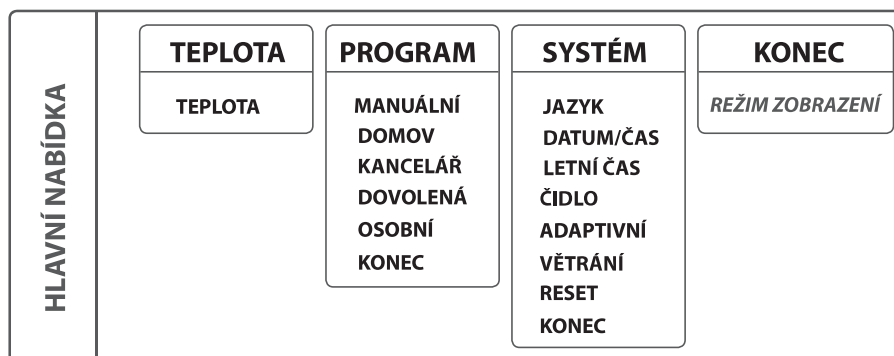 HLAVNÍ NABÍDKA
TEPLOTA
TEPLOTA
PROGRAM
MANUÁLNÍ
DOMOV
KANCELÁŘ
DOVOLENÁ
OSOBNÍ
KONEC
SYSTÉM
JAZYK
DATUM/ČAS
LETNÍ ČAS
ČIDLO
ADAPTIVNÍ
VĚTRÁNÍ
RESET
KONEC
KONEC
REŽIM ZOBRAZENÍ